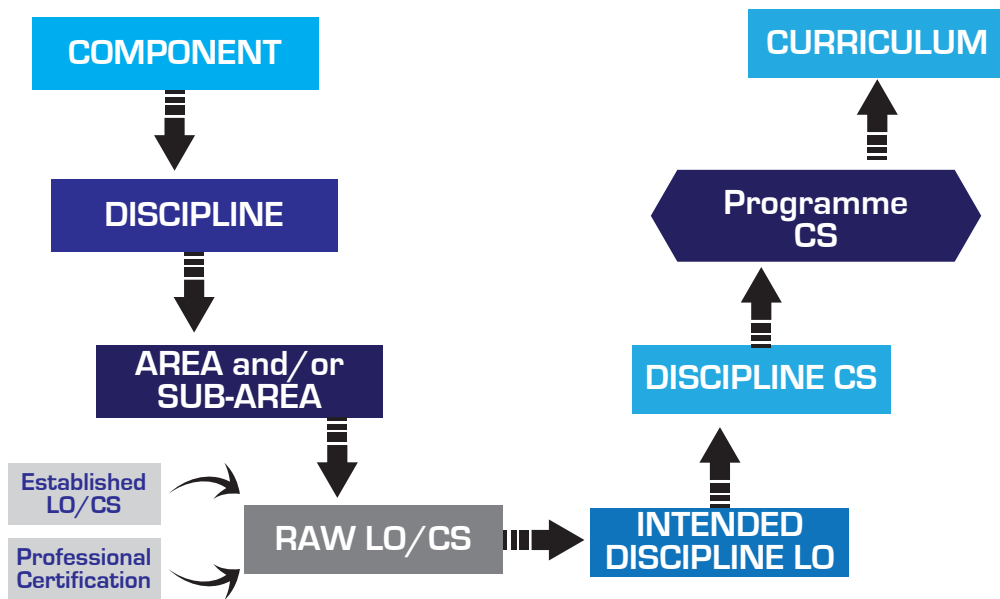 COMPONENT
DISCIPLINE
AREA and/or
SUB-AREA
Established
LO/CS
Professional
Certification
RAW LO/CS
INTENDED
DISCIPLINE LO
DISCIPLINE CS
Programme
CS
CURRICULUM